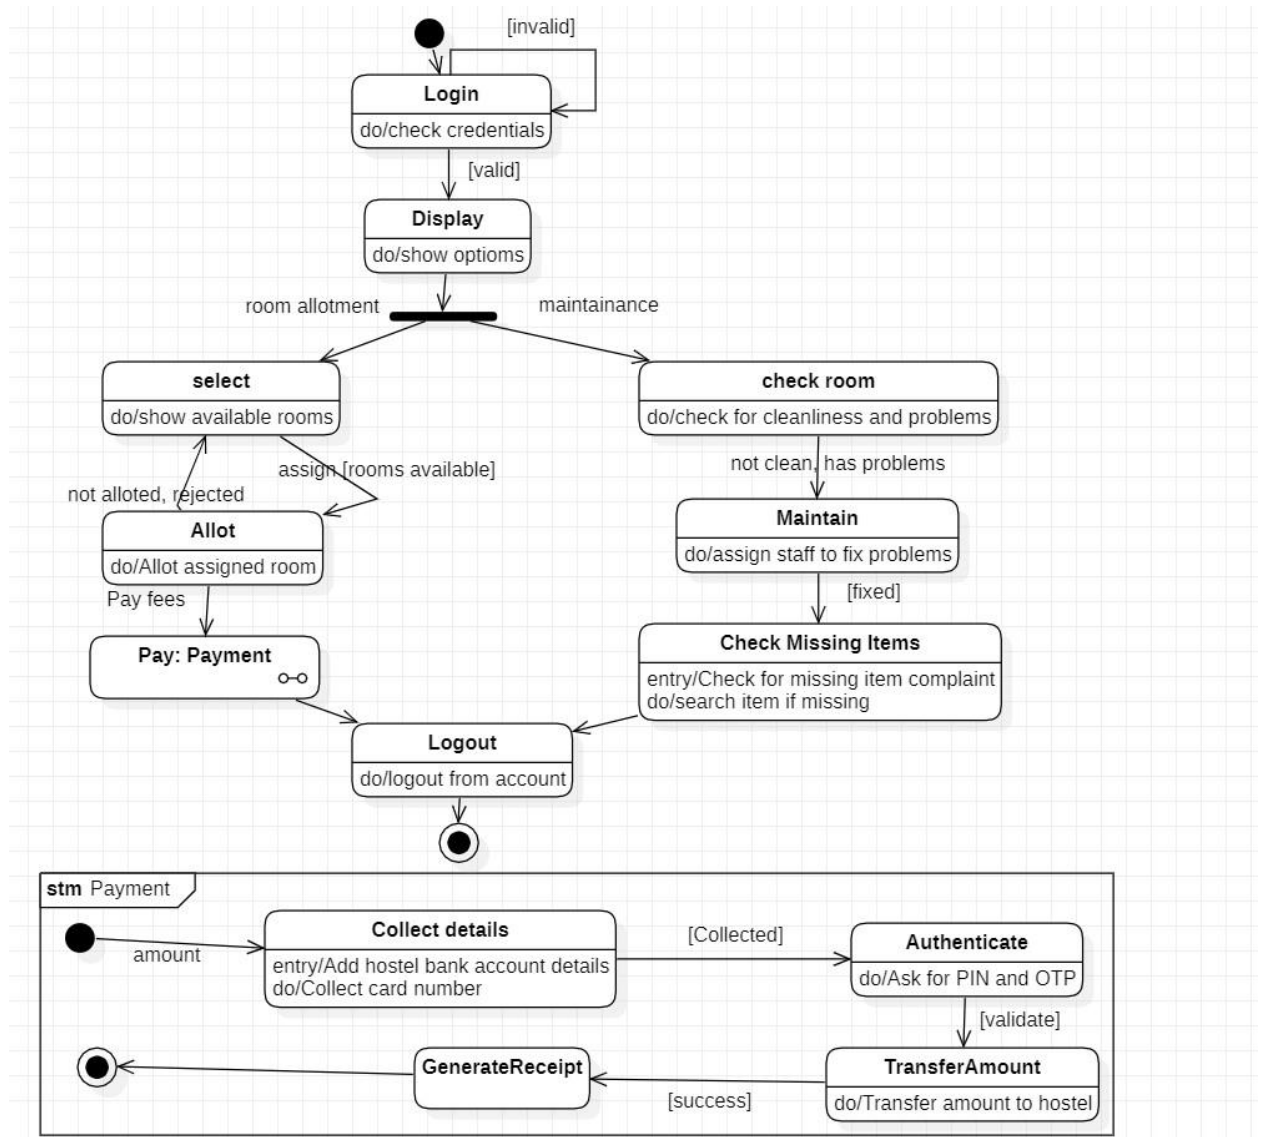 [invalid]
Login
do/check credentials
[valid]
Display
do/show optioms
room allotment
maintainance
select
do/show available rooms
check room
do/check for cleanliness and problems
assign [rooms available]
not clean, has problems
not alloted, rejected
Allot
do/Allot assigned room
Maintain
do/assign staff to fix problems
Pay fees
[fixed]
Pay: Payment
Check Missing Items
entry/Check for missing item complaint
do/search item if missing
Logout
do/logout from account
stm Payment
amount
Collect details
entry/Add hostel bank account details
do/Collect card number
[Collected]
Authenticate
do/Ask for PIN and OTP
[validate]
TransferAmount
do/Transfer amount to hostel
[success]
GenerateReceipt